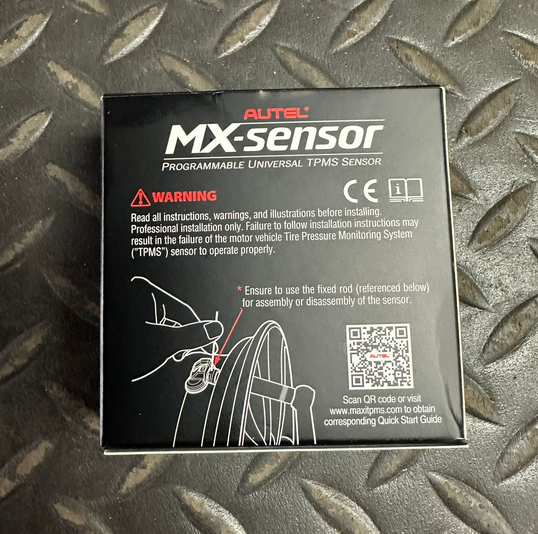 AUTEL®
MX-sensor
PROGRAMMABLE UNIVERSAL TPMS SENSOR
WARNING
CE
i
Read all instructions, warnings, and illustrations before installing.
Professional installation only. Failure to follow installation instructions may
result in the failure of the motor vehicle Tire Pressure Monitoring System
("TPMS") sensor to operate properly.
* Ensure to use the fixed rod (referenced below)
for assembly or disassembly of the sensor.
AUTEL
Scan QR code or visit
www.maxitpms.com to obtain
corresponding Quick Start Guide